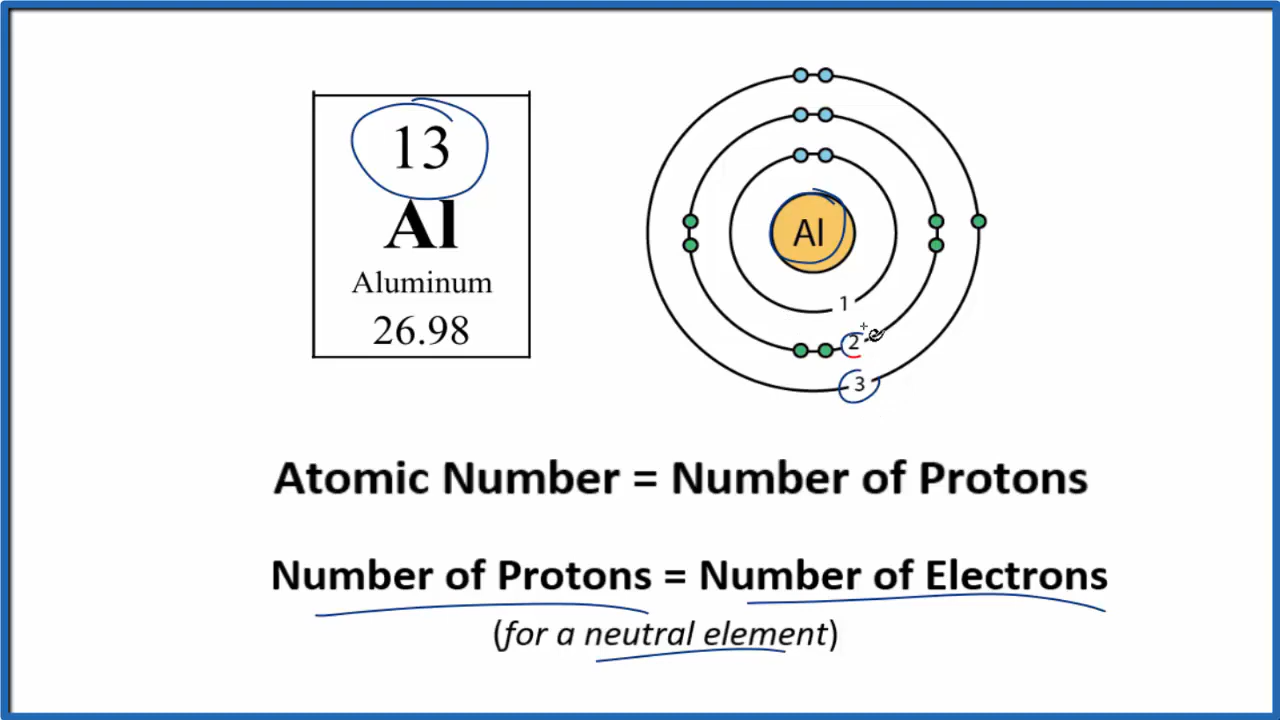 13
Al
Aluminum
26.98
Al
1
2
3
Atomic Number = Number of Protons
Number of Protons = Number of Electrons
(for a neutral element)